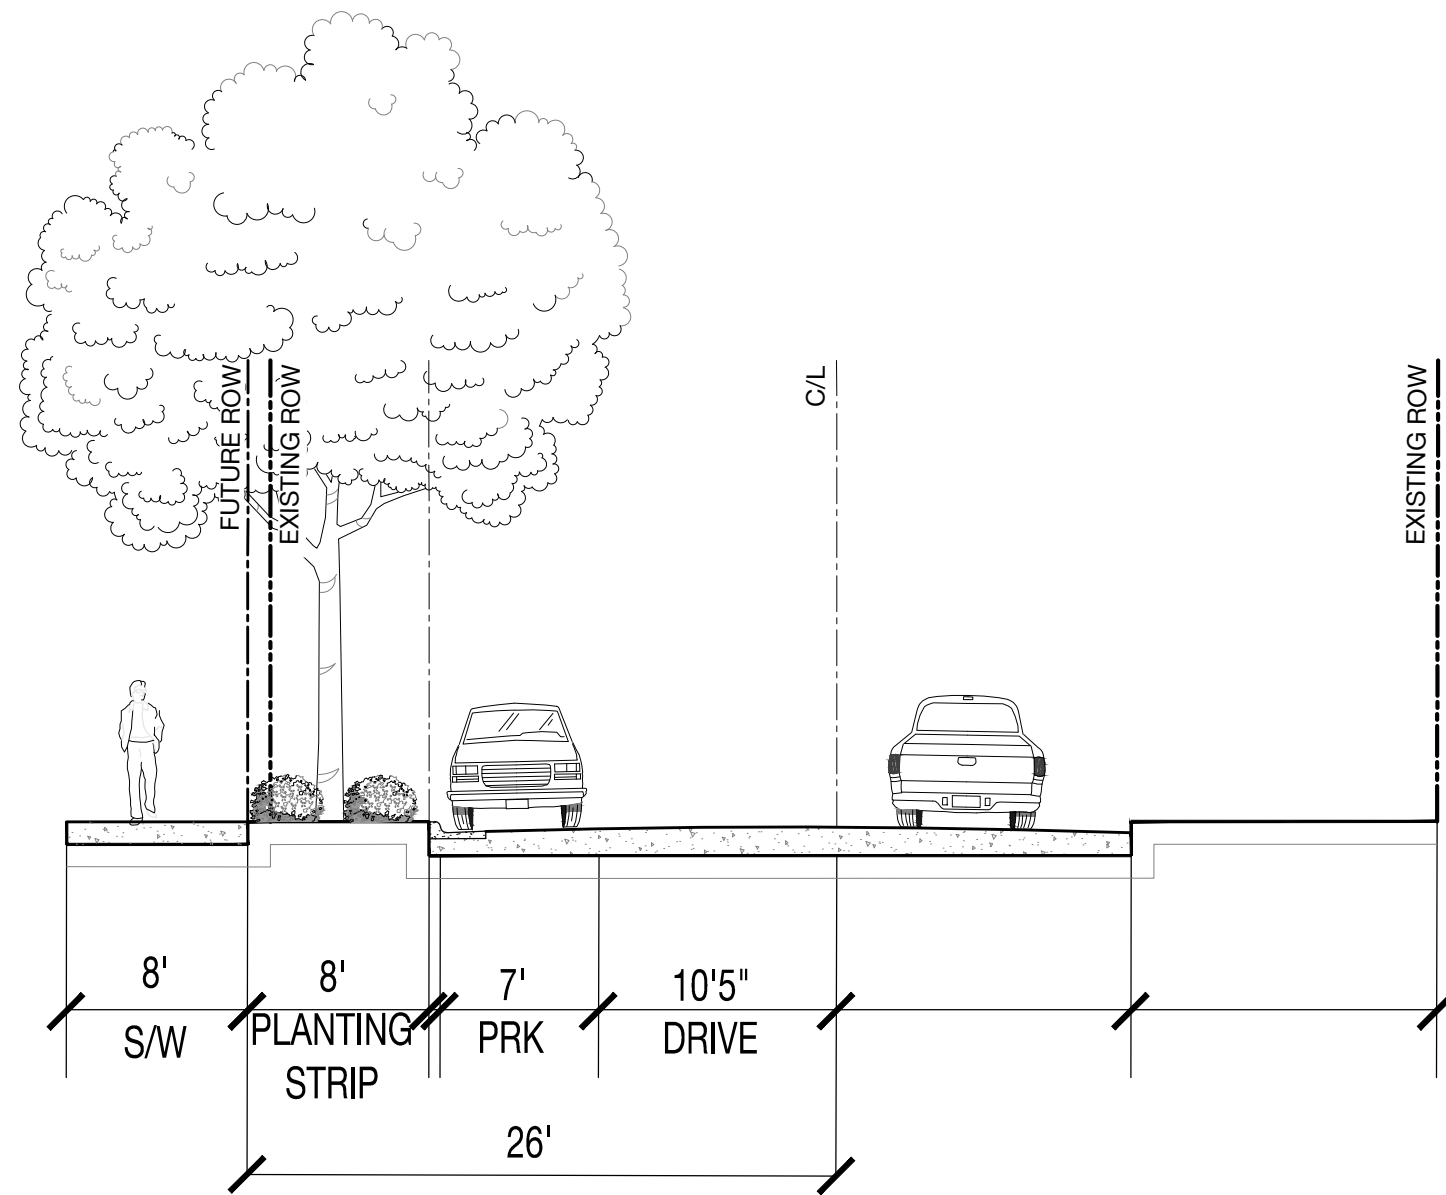 FUTURE ROW
EXISTING ROW
C/L
EXISTING ROW
8'
8'
7'
10'5"
S/W
PLANTING
STRIP
PRK
DRIVE
26'